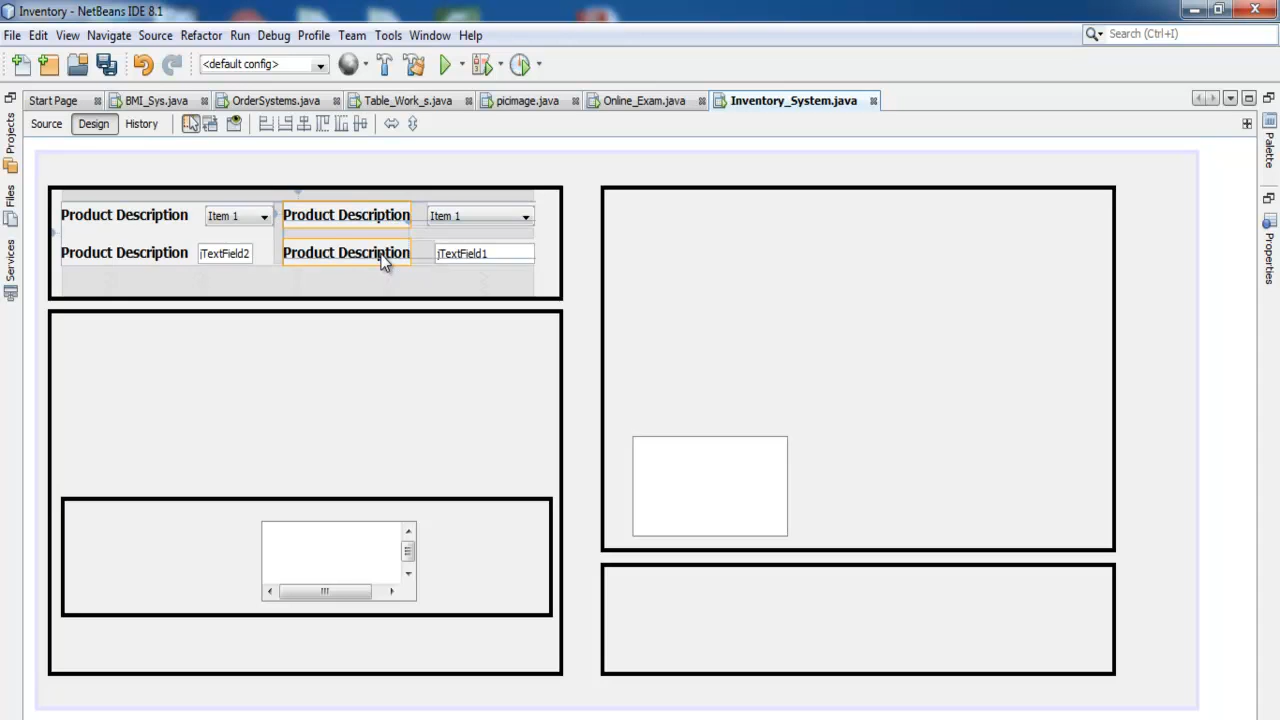 Inventory - NetBeans IDE 8.1
File Edit View Navigate Source Refactor Run Debug Profile Team Tools Window Help
Search (Ctrl+I)
<default config>
Start Page BMI_Sys.java OrderSystems.java Table_Work_s.java picimage.java Online_Exam.java Inventory_System.java
Source Design History
Projects
Files
Services
Palette
Properties
Product Description Item 1 Product Description Item 1
Product Description jTextField2 Product Description jTextField1